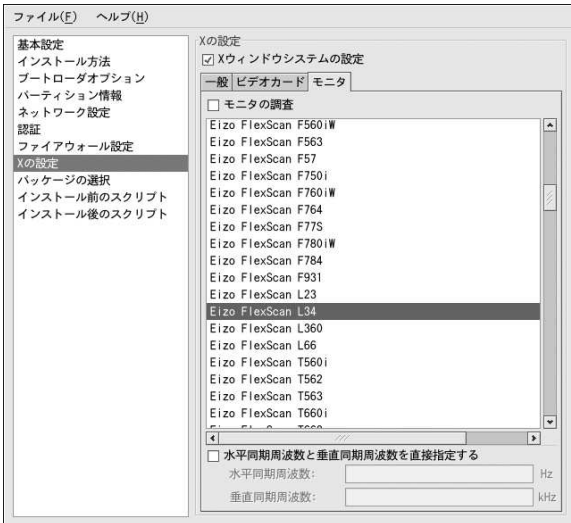 ファイル(F) ヘルプ(H)
基本設定
インストール方法
ブートローダオプション
パーティション情報
ネットワーク設定
認証
ファイアウォール設定
Xの設定
パッケージの選択
インストール前のスクリプト
インストール後のスクリプト
Xの設定
Xウィンドウシステムの設定
一般 ビデオカード モニタ
モニタの調査
Eizo FlexScan F560iW
Eizo FlexScan F563
Eizo FlexScan F57
Eizo FlexScan F750i
Eizo FlexScan F760iW
Eizo FlexScan F764
Eizo FlexScan F77S
Eizo FlexScan F780iW
Eizo FlexScan F784
Eizo FlexScan F931
Eizo FlexScan L23
Eizo FlexScan L34
Eizo FlexScan L360
Eizo FlexScan L66
Eizo FlexScan T560i
Eizo FlexScan T562
Eizo FlexScan T563
Eizo FlexScan T660i
水平同期周波数と垂直同期周波数を直接指定する
水平同期周波数: Hz
垂直同期周波数: kHz